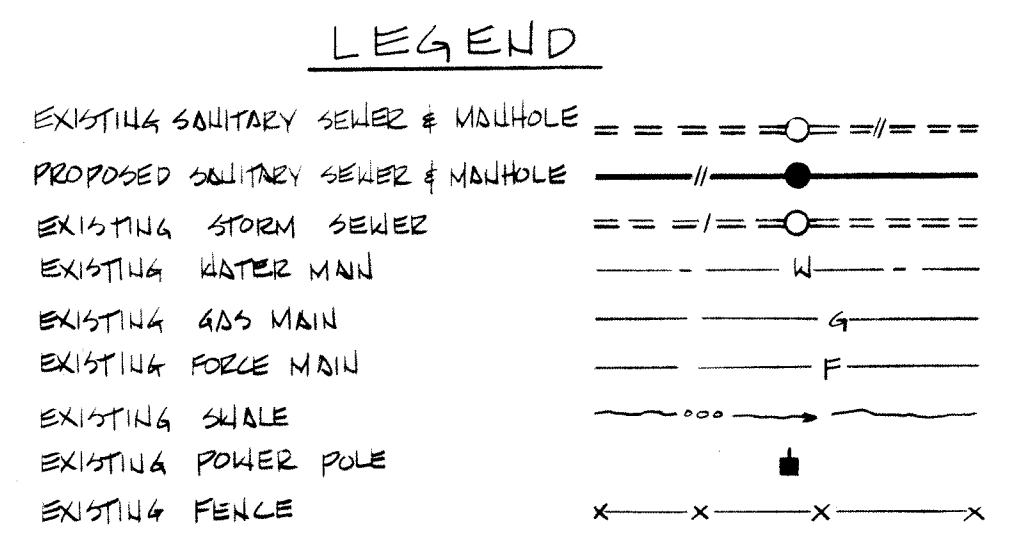 LEGEND
EXISTING SANITARY SEWER & MANHOLE
PROPOSED SANITARY SEWER & MANHOLE
EXISTING STORM SEWER
EXISTING WATER MAIN W
EXISTING GAS MAIN G
EXISTING FORCE MAIN F
EXISTING SWALE
EXISTING POWER POLE
EXISTING FENCE